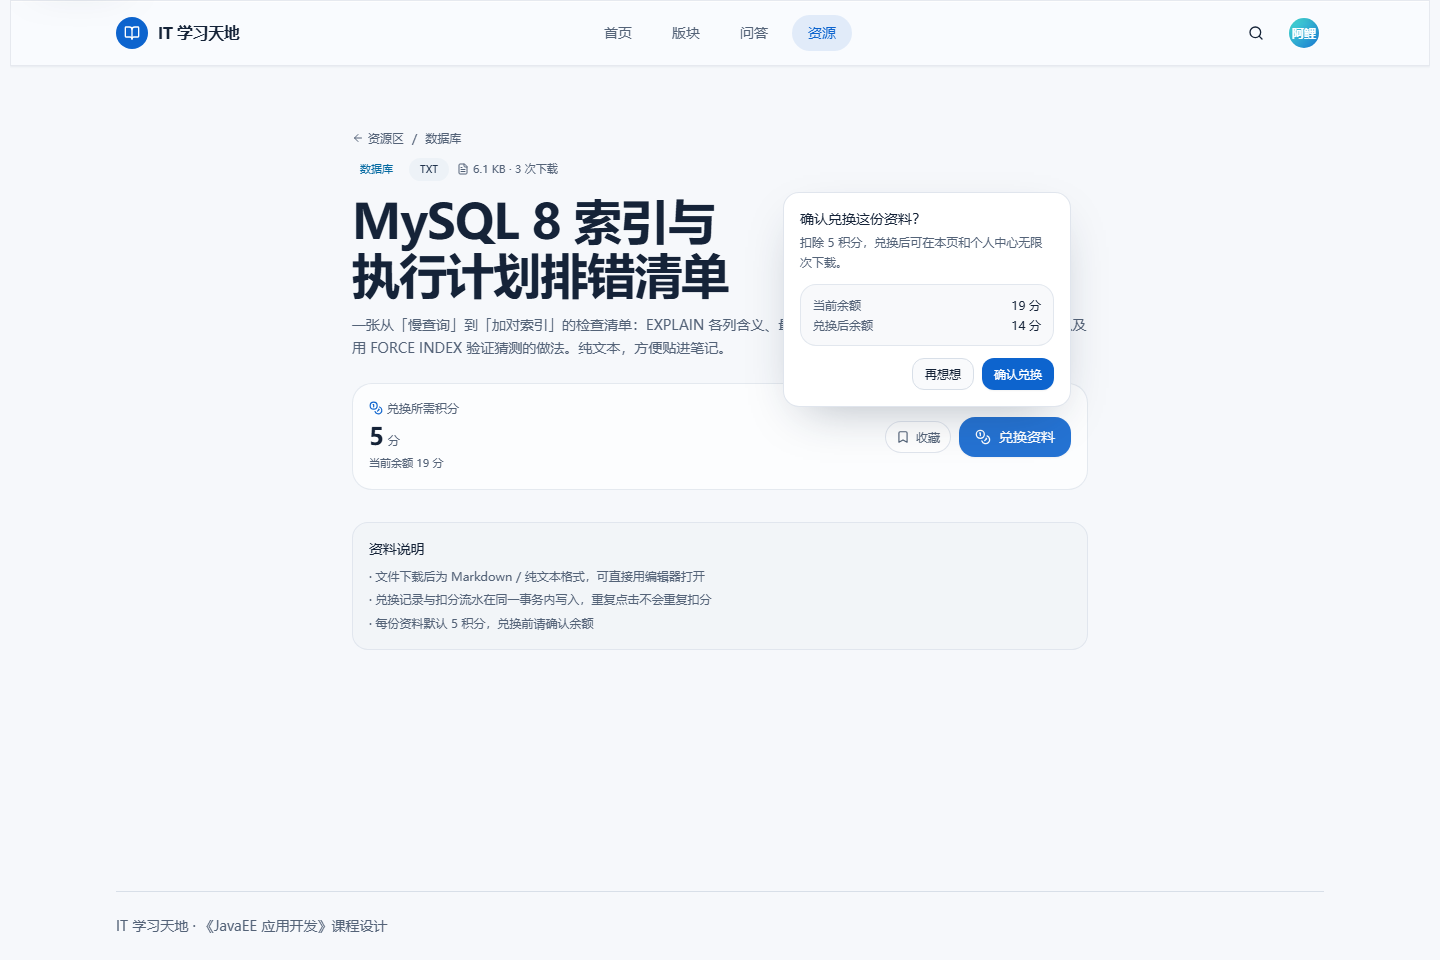 IT 学习天地
首页
版块
问答
资源
阿鲤
资源区 / 数据库
数据库
TXT
6.1 KB · 3 次下载
MySQL 8 索引与
执行计划排错清单
一张从「慢查询」到「加对索引」的检查清单：EXPLAIN 各列含义、
及
用 FORCE INDEX 验证猜测的做法。纯文本，方便贴进笔记。
确认兑换这份资料？
扣除 5 积分，兑换后可在本页和个人中心无限
次下载。
当前余额 19 分
兑换后余额 14 分
再想想
确认兑换
兑换所需积分
5 分
当前余额 19 分
收藏
兑换资料
资料说明
· 文件下载后为 Markdown / 纯文本格式，可直接用编辑器打开
· 兑换记录与扣分流水在同一事务内写入，重复点击不会重复扣分
· 每份资料默认 5 积分，兑换前请确认余额
IT 学习天地 · 《JavaEE 应用开发》课程设计